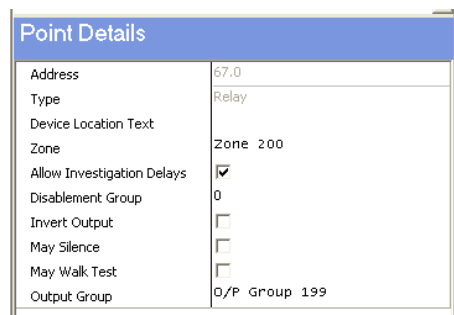 Point Details
Address 67.0
Type Relay
Device Location Text
Zone Zone 200
Allow Investigation Delays
Disablement Group 0
Invert Output
May Silence
May Walk Test
Output Group O/P Group 199